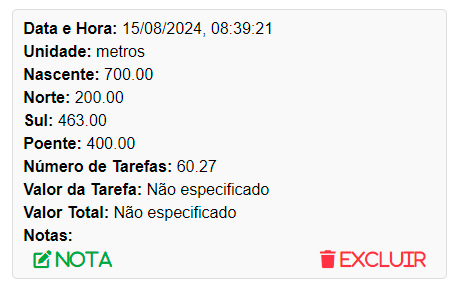 Data e Hora: 15/08/2024, 08:39:21
Unidade: metros
Nascente: 700.00
Norte: 200.00
Sul: 463.00
Poente: 400.00
Número de Tarefas: 60.27
Valor da Tarefa: Não especificado
Valor Total: Não especificado
Notas:
NOTA EXCLUIR